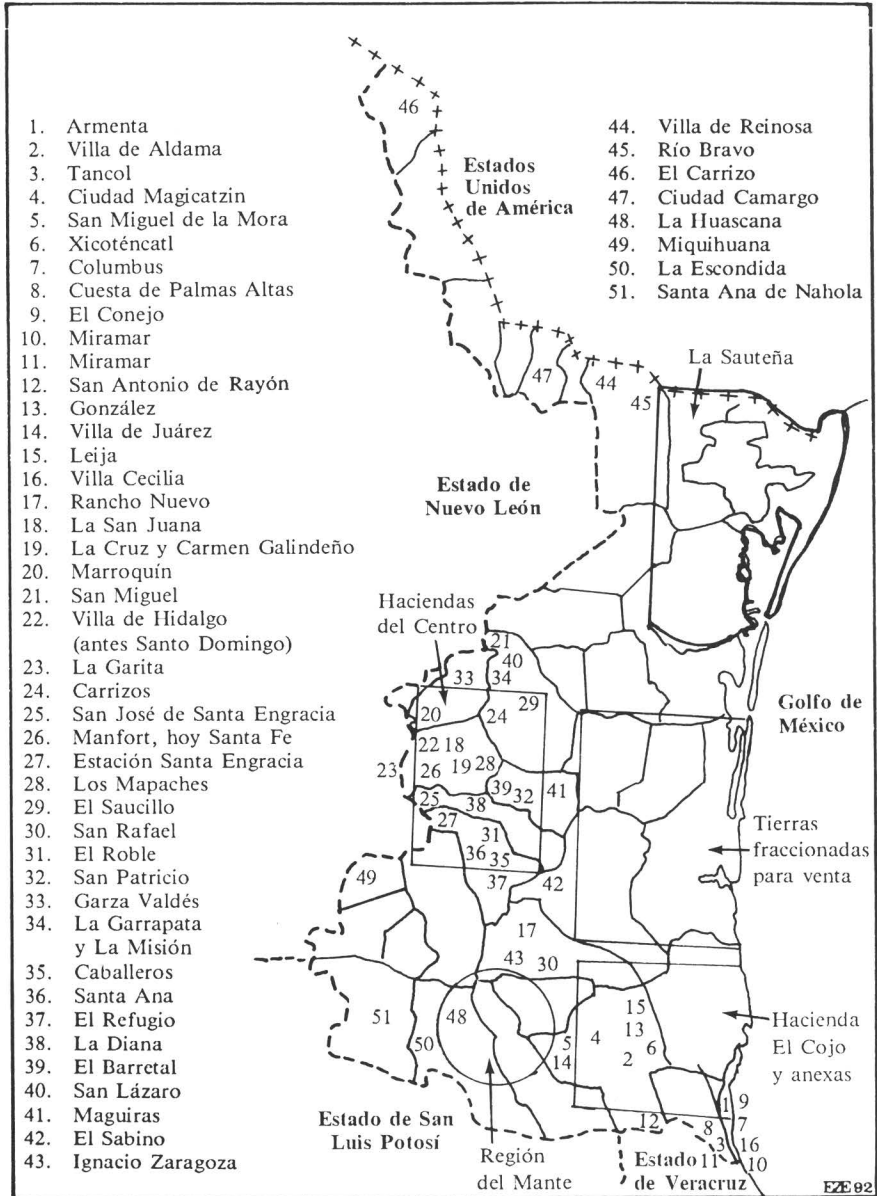 1. Armenta
2. Villa de Aldama
3. Tancol
4. Ciudad Magicatzin
5. San Miguel de la Mora
6. Xicoténcatl
7. Columbus
8. Cuesta de Palmas Altas
9. El Conejo
10. Miramar
11. Miramar
12. San Antonio de Rayón
13. González
14. Villa de Juárez
15. Leija
16. Villa Cecilia
17. Rancho Nuevo
18. La San Juana
19. La Cruz y Carmen Galindeño
20. Marroquín
21. San Miguel
22. Villa de Hidalgo
(antes Santo Domingo)
23. La Garita
24. Carrizos
25. San José de Santa Engracia
26. Manfort, hoy Santa Fe
27. Estación Santa Engracia
28. Los Mapaches
29. El Saucillo
30. San Rafael
31. El Roble
32. San Patricio
33. Garza Valdés
34. La Garrapata
y La Misión
35. Caballeros
36. Santa Ana
37. El Refugio
38. La Diana
39. El Barretal
40. San Lázaro
41. Maguiras
42. El Sabino
43. Ignacio Zaragoza
44. Villa de Reinosa
45. Río Bravo
46. El Carrizo
47. Ciudad Camargo
48. La Huascana
49. Miquihuana
50. La Escondida
51. Santa Ana de Nahola
46
Estados
Unidos
de América
La Sauteña
47
44
45
Estado de
Nuevo León
Haciendas
del Centro
21
40
33
34
29
20
24
Golfo de
México
22 18
23
26
19
28
39
32
41
25
38
27
31
36
35
Tierras
fraccionadas
para venta
49
37
42
17
43
30
51
50
48
15
13
5
4
6
14
2
Hacienda
El Cojo
y anexas
1
9
12
8
7
3
16
11
10
Estado de San
Luis Potosí
Región
del Mante
Estado
de Veracruz
EZE 92